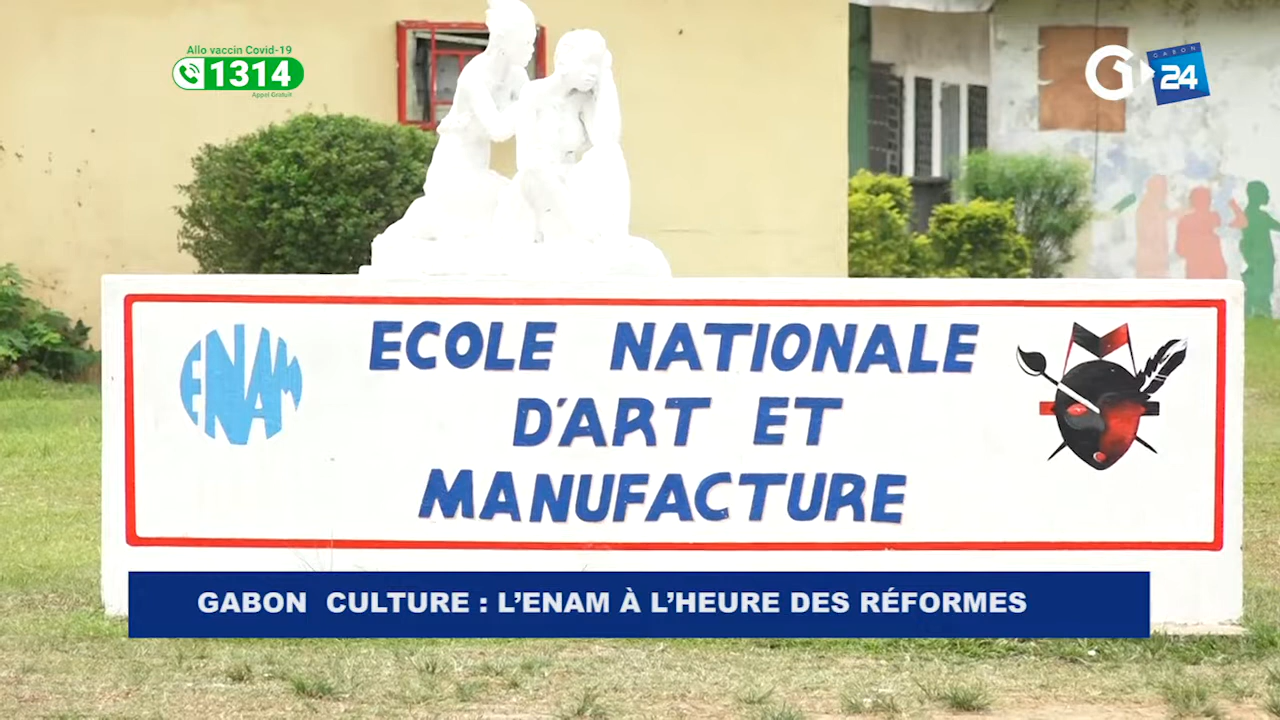 Allo vaccin Covid-19
1314
Appel Gratuit
GABON
24
ENAM
ECOLE NATIONALE
D'ART ET
MANUFACTURE
GABON CULTURE : L'ENAM À L'HEURE DES RÉFORMES